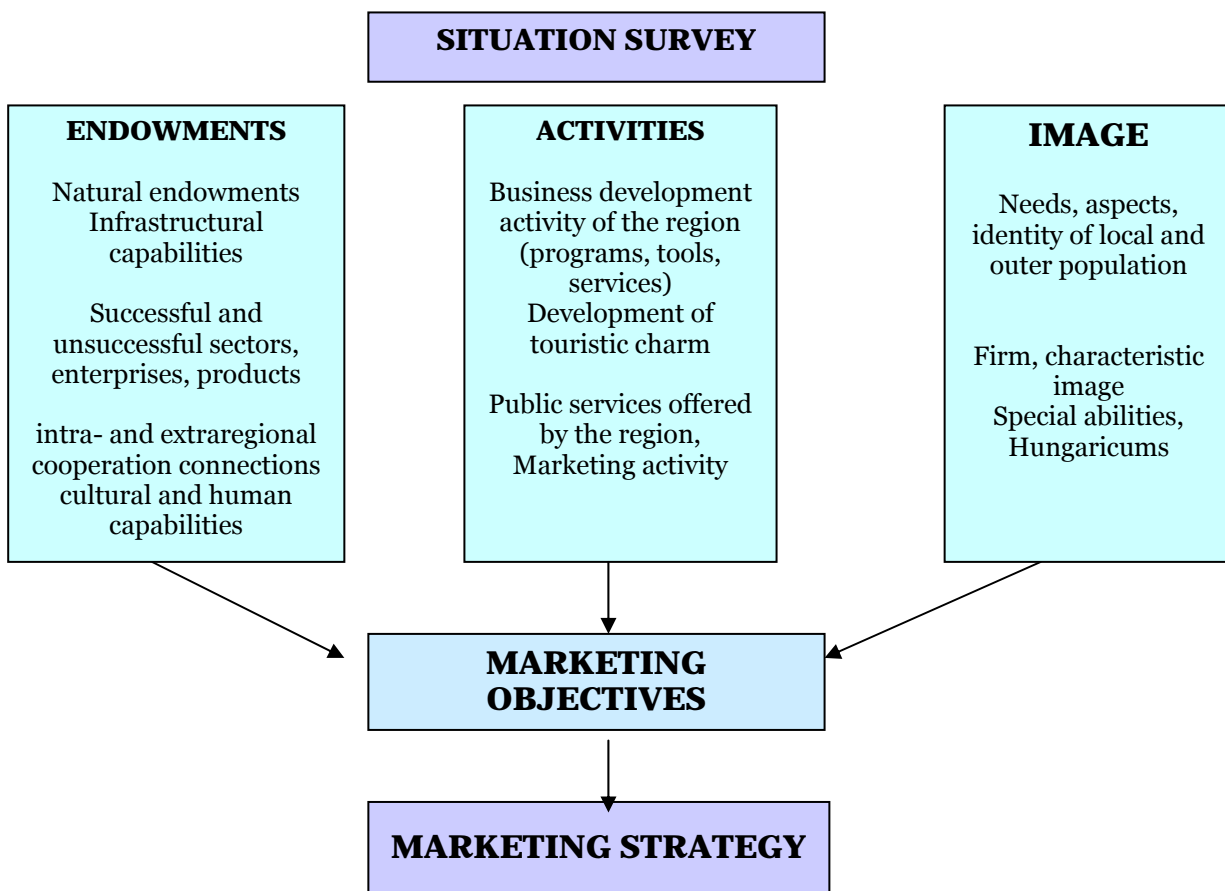 SITUATION SURVEY
ENDOWMENTS
Natural endowments
Infrastructural
capabilities
Successful and
unsuccessful sectors,
enterprises, products
intra- and extraregional
cooperation connections
cultural and human
capabilities
ACTIVITIES
Business development
activity of the region
(programs, tools,
services)
Development of
touristic charm
Public services offered
by the region,
Marketing activity
IMAGE
Needs, aspects,
identity of local and
outer population
Firm, characteristic
image
Special abilities,
Hungaricums
MARKETING
OBJECTIVES
MARKETING STRATEGY